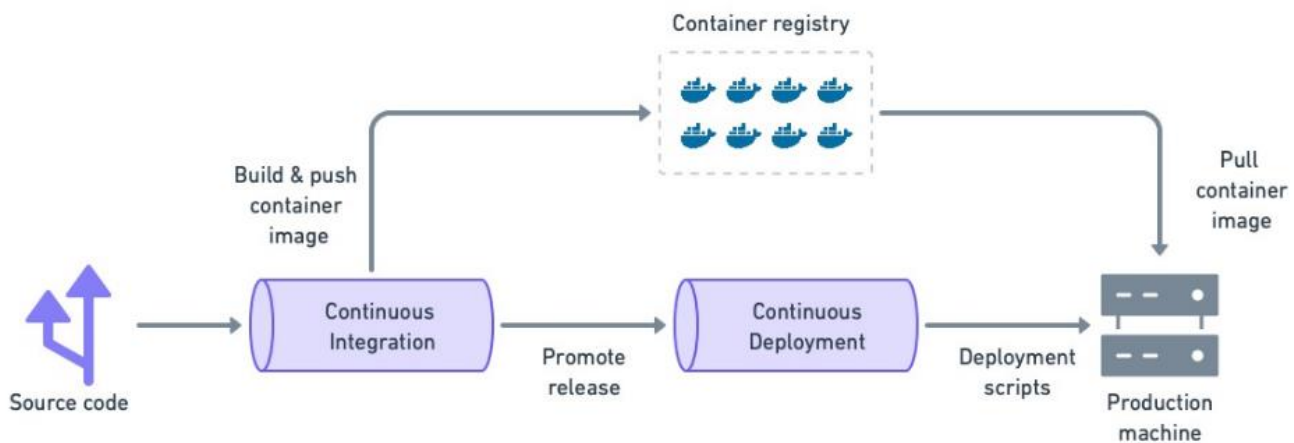 Container registry
Build & push
container
image
Pull
container
image
Continuous
Integration
Continuous
Deployment
Promote
release
Deployment
scripts
Source code
Production
machine